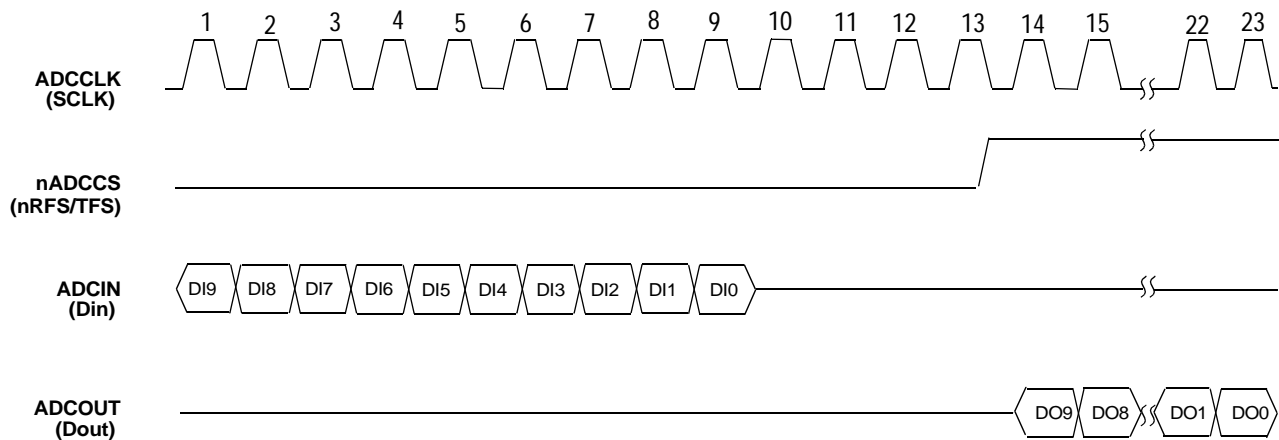 1 2 3 4 5 6 7 8 9 10 11 12 13 14 15 22 23
ADCCLK
(SCLK)
nADCCS
(nRFS/TFS)
ADCIN
(Din)
DI9 DI8 DI7 DI6 DI5 DI4 DI3 DI2 DI1 DI0
ADCOUT
(Dout)
DO9 DO8 DO1 DO0